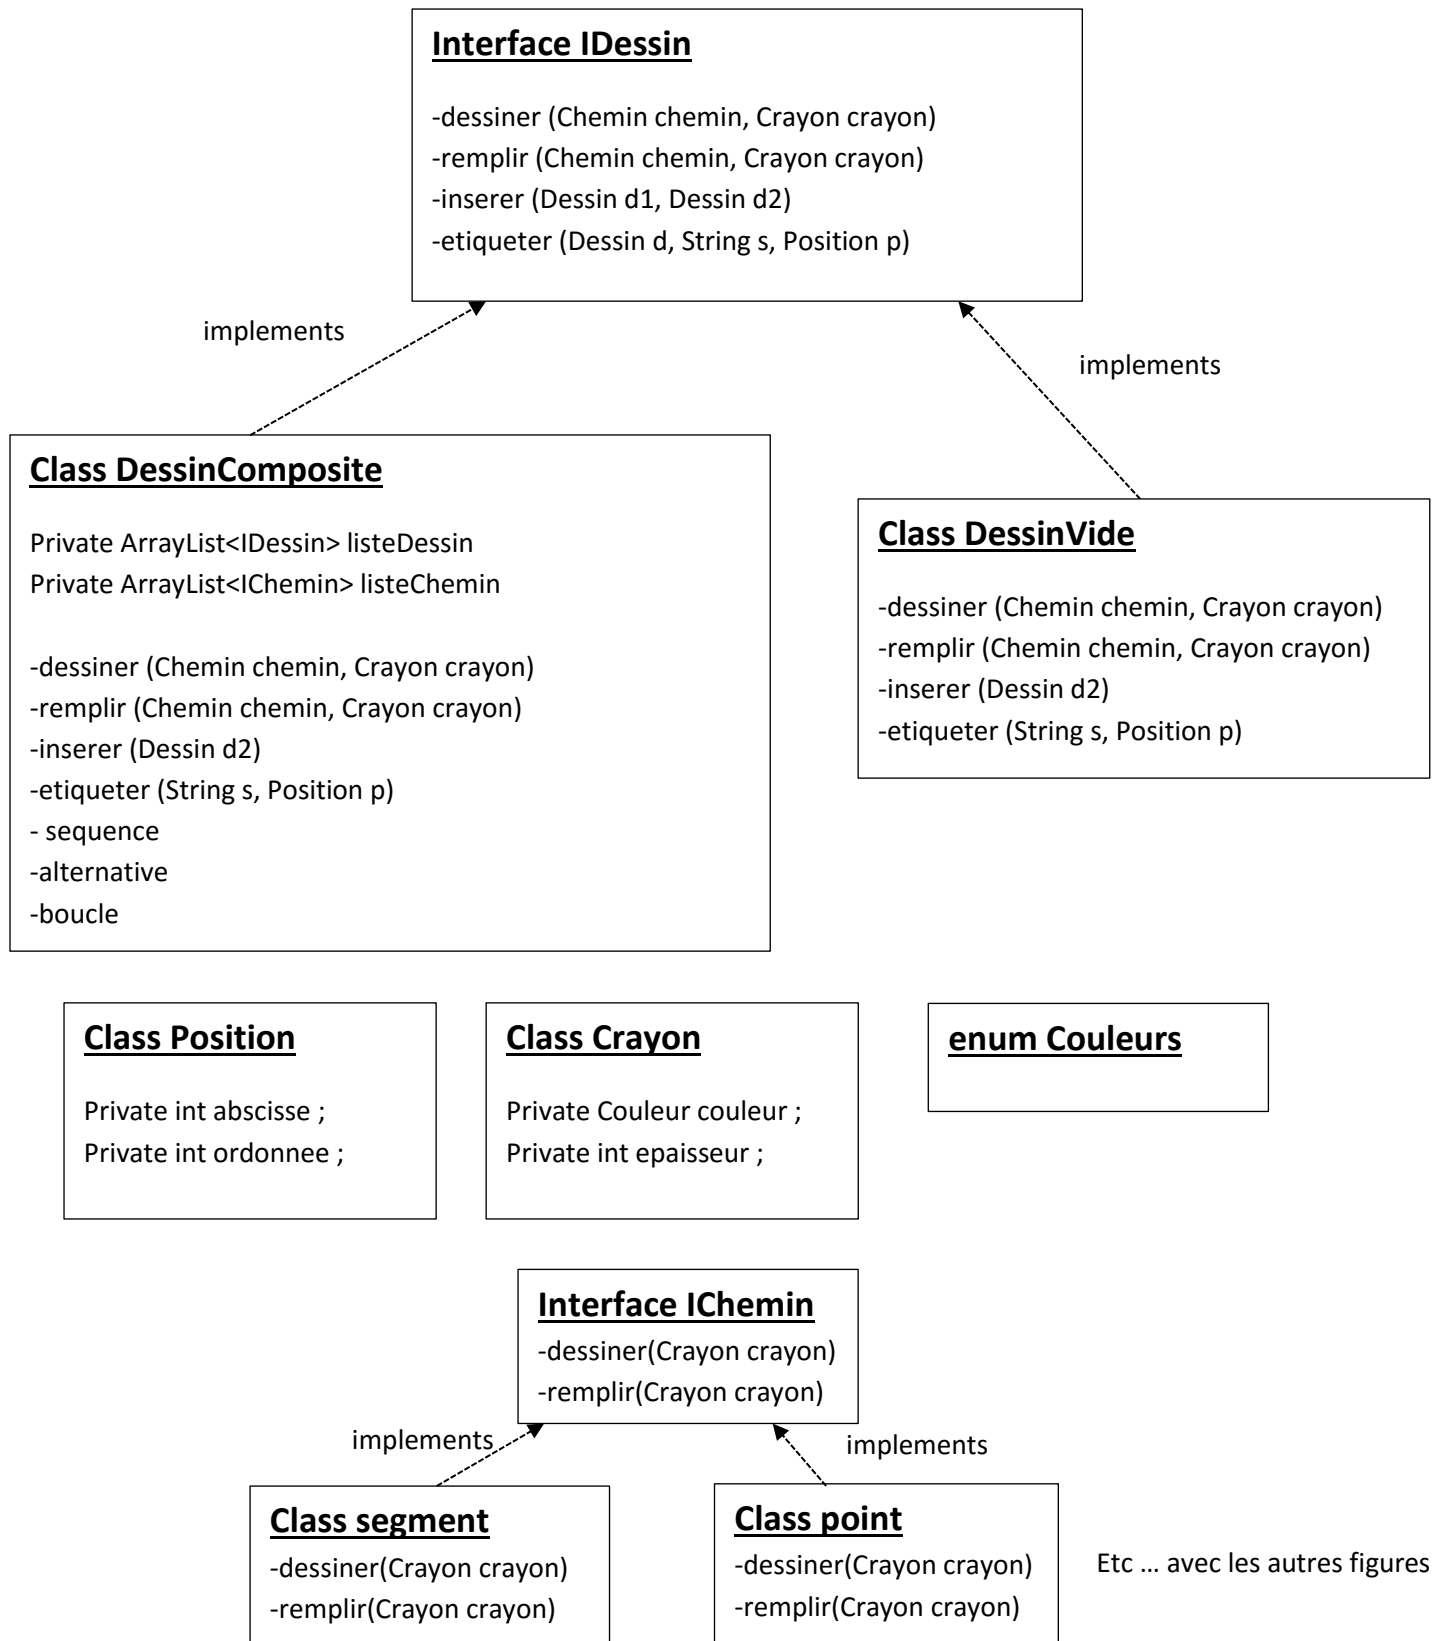 Interface IDessin
-dessiner (Chemin chemin, Crayon crayon)
-remplir (Chemin chemin, Crayon crayon)
-inserer (Dessin d1, Dessin d2)
-etiqueter (Dessin d, String s, Position p)
implements
implements
Class DessinComposite
Private ArrayList<IDessin> listeDessin
Private ArrayList<IChemin> listeChemin
-dessiner (Chemin chemin, Crayon crayon)
-remplir (Chemin chemin, Crayon crayon)
-inserer (Dessin d2)
-etiqueter (String s, Position p)
- sequence
-alternative
-boucle
Class DessinVide
-dessiner (Chemin chemin, Crayon crayon)
-remplir (Chemin chemin, Crayon crayon)
-inserer (Dessin d2)
-etiqueter (String s, Position p)
Class Position
Private int abscisse ;
Private int ordonnee ;
Class Crayon
Private Couleur couleur ;
Private int epaisseur ;
enum Couleurs
Interface IChemin
-dessiner(Crayon crayon)
-remplir(Crayon crayon)
implements
implements
Class segment
-dessiner(Crayon crayon)
-remplir(Crayon crayon)
Class point
-dessiner(Crayon crayon)
-remplir(Crayon crayon)
Etc … avec les autres figures